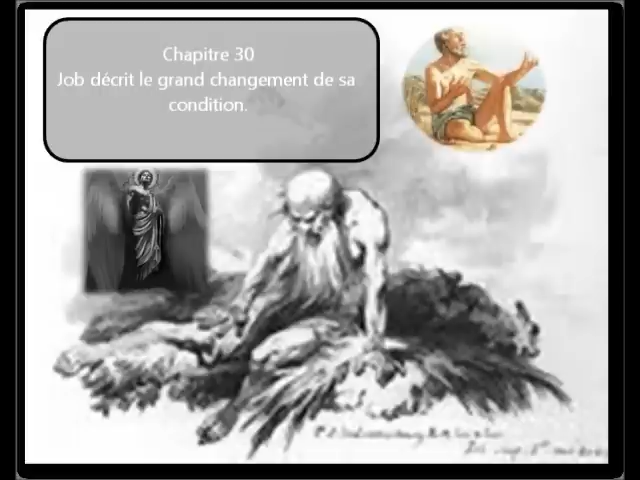 Chapitre 30
Job décrit le grand changement de sa
condition.